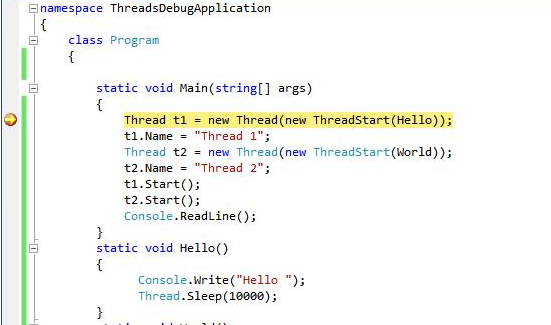 namespace ThreadsDebugApplication
{
class Program
{
static void Main(string[] args)
{
Thread t1 = new Thread(new ThreadStart(Hello));
t1.Name = "Thread 1";
Thread t2 = new Thread(new ThreadStart(World));
t2.Name = "Thread 2";
t1.Start();
t2.Start();
Console.ReadLine();
}
static void Hello()
{
Console.Write("Hello ");
Thread.Sleep(10000);
}